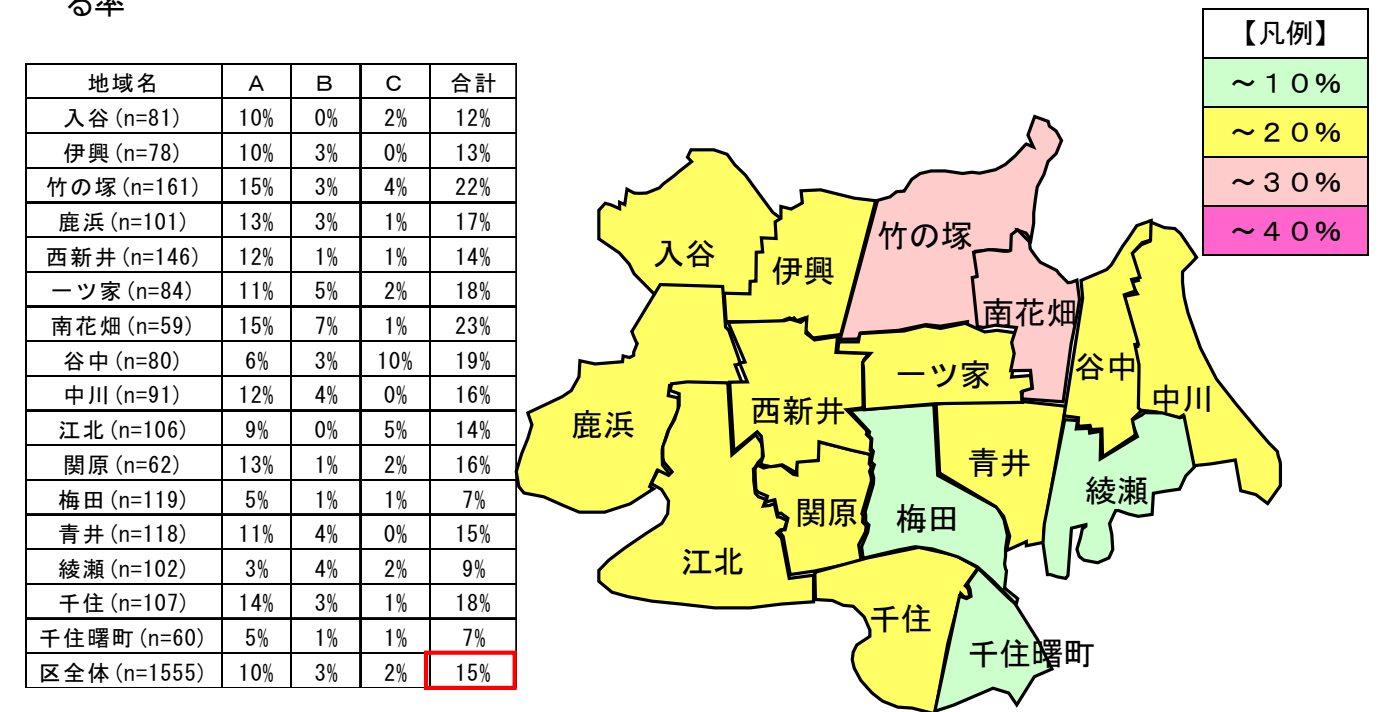 る率
地域名 A B C 合計
入谷(n=81) 10% 0% 2% 12%
伊興(n=78) 10% 3% 0% 13%
竹の塚(n=161) 15% 3% 4% 22%
鹿浜(n=101) 13% 3% 1% 17%
西新井(n=146) 12% 1% 1% 14%
一ツ家(n=84) 11% 5% 2% 18%
南花畑(n=59) 15% 7% 1% 23%
谷中(n=80) 6% 3% 10% 19%
中川(n=91) 12% 4% 0% 16%
江北(n=106) 9% 0% 5% 14%
関原(n=62) 13% 1% 2% 16%
梅田(n=119) 5% 1% 1% 7%
青井(n=118) 11% 4% 0% 15%
綾瀬(n=102) 3% 4% 2% 9%
千住(n=107) 14% 3% 1% 18%
千住曙町(n=60) 5% 1% 1% 7%
区全体(n=1555) 10% 3% 2% 15%
【凡例】
~10%
~20%
~30%
~40%
竹の塚
入谷
伊興
南花畑
谷中
一ツ家
中川
西新井
鹿浜
青井
綾瀬
関原
梅田
江北
千住
千住曙町